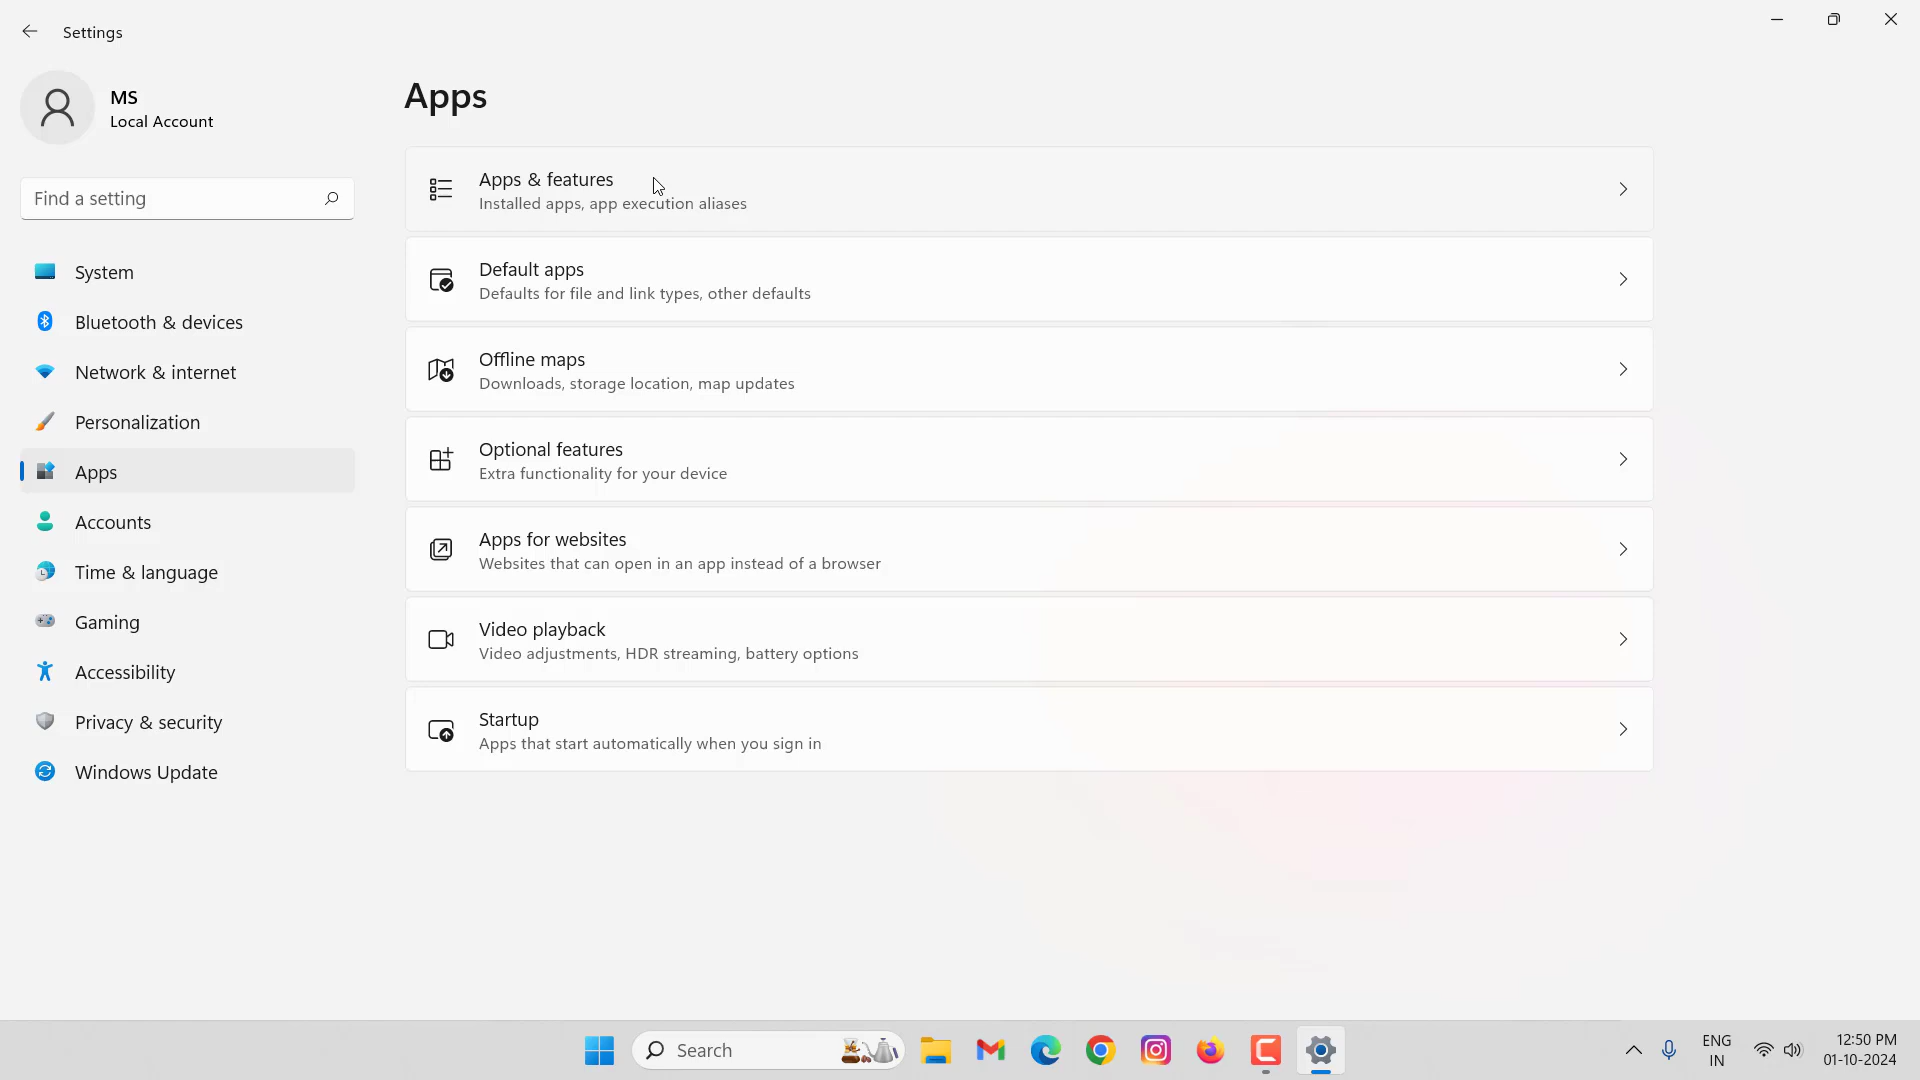 Settings
MS
Local Account
Find a setting
System
Bluetooth & devices
Network & internet
Personalization
Apps
Accounts
Time & language
Gaming
Accessibility
Privacy & security
Windows Update
Apps
Apps & features
Installed apps, app execution aliases
Default apps
Defaults for file and link types, other defaults
Offline maps
Downloads, storage location, map updates
Optional features
Extra functionality for your device
Apps for websites
Websites that can open in an app instead of a browser
Video playback
Video adjustments, HDR streaming, battery options
Startup
Apps that start automatically when you sign in
Search
ENG
IN
12:50 PM
01-10-2024